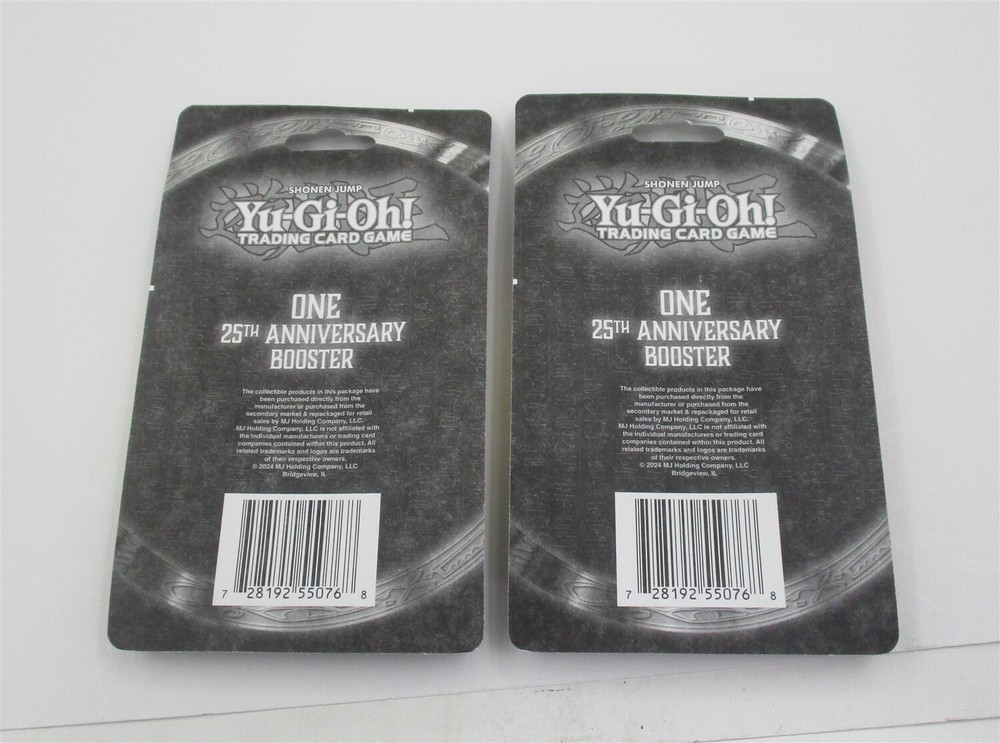 SHONEN JUMP
Yu-Gi-Oh!
TRADING CARD GAME
ONE
25TH ANNIVERSARY
BOOSTER
The collectible products in this package have
been purchased directly from the
manufacturer or purchased from the
secondary market & repackaged for retail
sales by MJ Holding Company, LLC.
MJ Holding Company, LLC is not affiliated with
the individual manufacturers or trading card
companies contained within this product. All
related trademarks and logos are trademarks
of their respective owners.
© 2024 MJ Holding Company, LLC
Bridgeview, IL
7 28192 55076 8
SHONEN JUMP
Yu-Gi-Oh!
TRADING CARD GAME
ONE
25TH ANNIVERSARY
BOOSTER
The collectible products in this package have
been purchased directly from the
manufacturer or purchased from the
secondary market & repackaged for retail
sales by MJ Holding Company, LLC.
MJ Holding Company, LLC is not affiliated with
the individual manufacturers or trading card
companies contained within this product. All
related trademarks and logos are trademarks
of their respective owners.
© 2024 MJ Holding Company, LLC
Bridgeview, IL
7 28192 55076 8